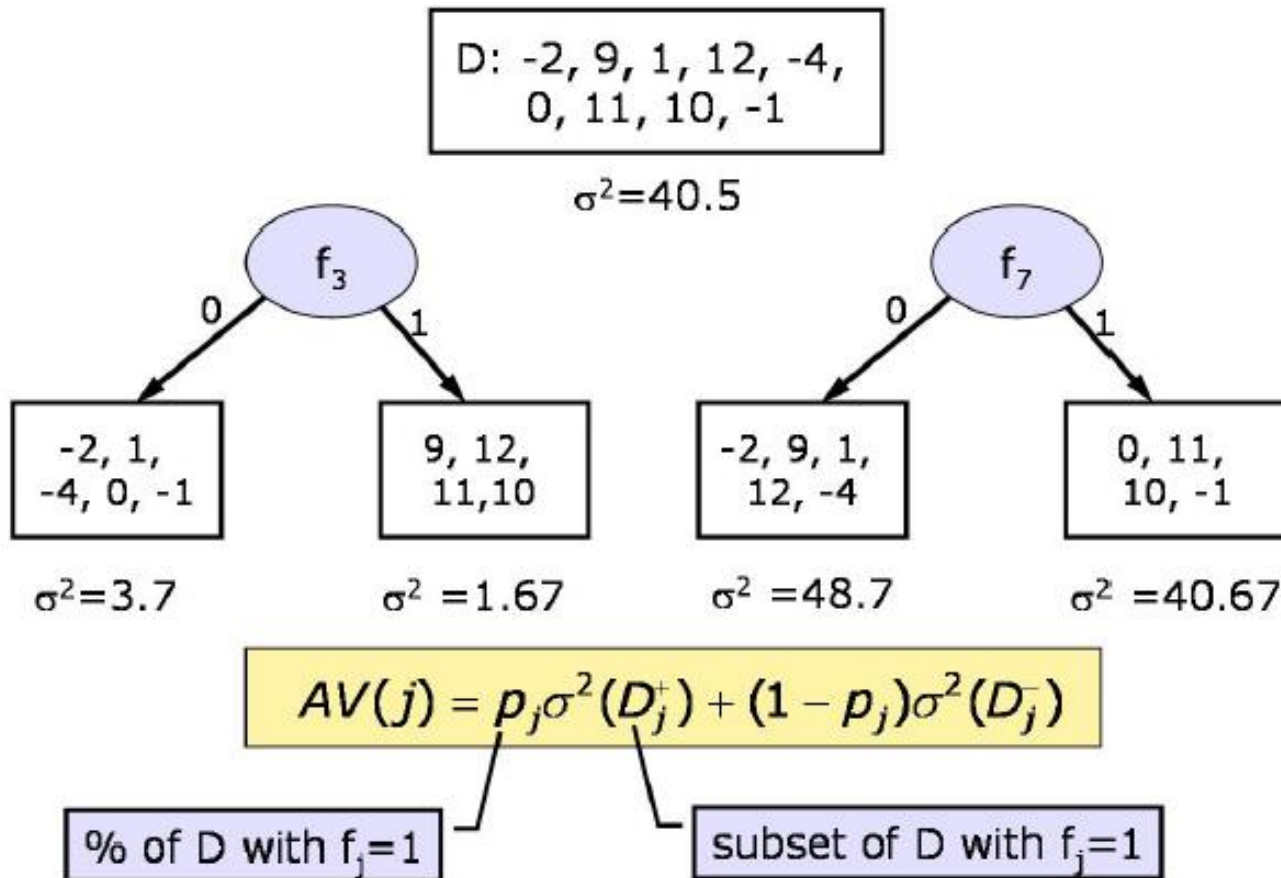 D: -2, 9, 1, 12, -4,
0, 11, 10, -1
σ²=40.5
f₃
f₇
0
1
0
1
-2, 1,
-4, 0, -1
9, 12,
11,10
-2, 9, 1,
12, -4
0, 11,
10, -1
σ²=3.7
σ² =1.67
σ² =48.7
σ² =40.67
AV(j) = pⱼσ²(Dⱼ⁺) + (1 - pⱼ)σ²(Dⱼ⁻)
% of D with fⱼ=1
subset of D with fⱼ=1